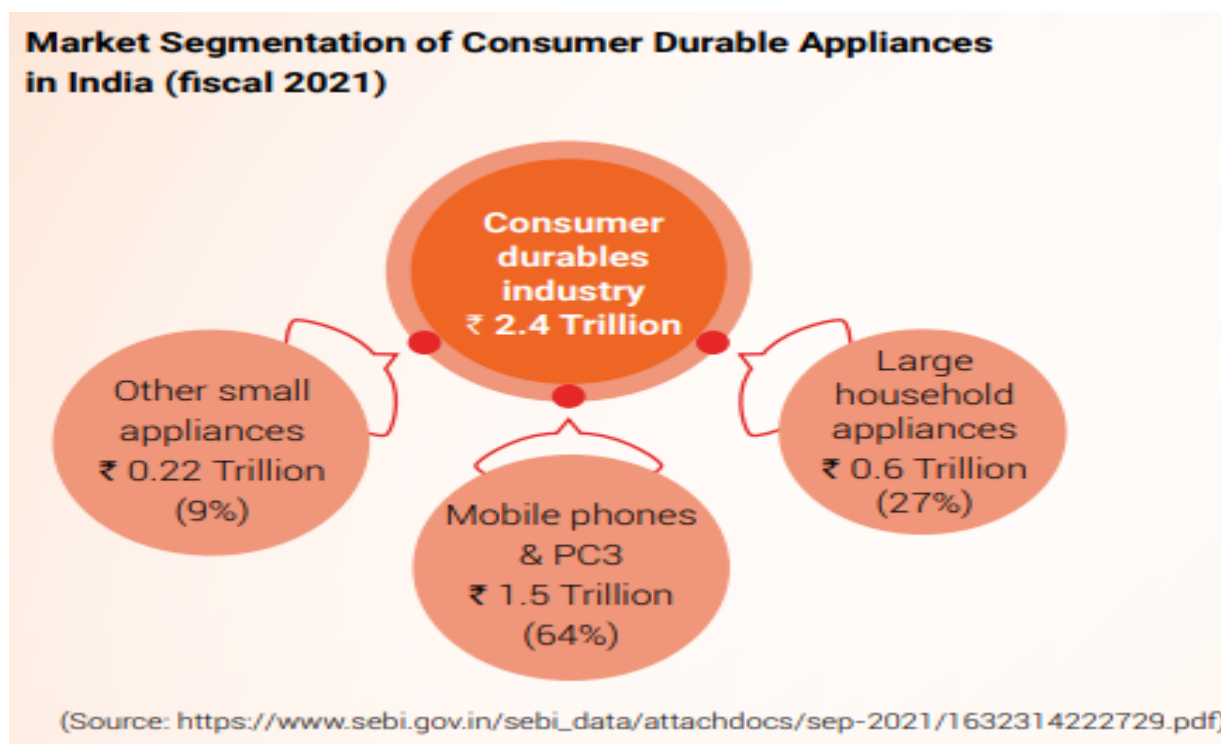 Market Segmentation of Consumer Durable Appliances
in India (fiscal 2021)
Consumer
durables
industry
₹ 2.4 Trillion
Other small
appliances
₹ 0.22 Trillion
(9%)
Mobile phones
& PC3
₹ 1.5 Trillion
(64%)
Large
household
appliances
₹ 0.6 Trillion
(27%)
(Source: https://www.sebi.gov.in/sebi_data/attachdocs/sep-2021/1632314222729.pdf)